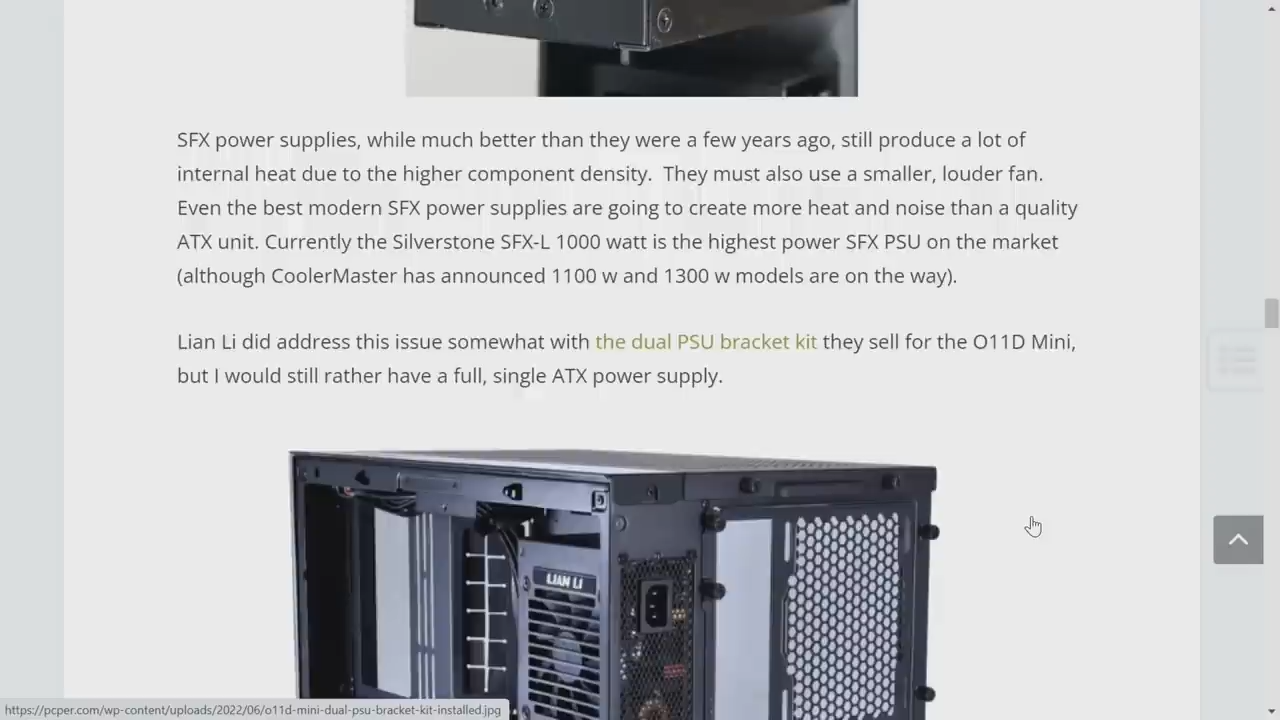 SFX power supplies, while much better than they were a few years ago, still produce a lot of
internal heat due to the higher component density.  They must also use a smaller, louder fan.
Even the best modern SFX power supplies are going to create more heat and noise than a quality
ATX unit. Currently the Silverstone SFX-L 1000 watt is the highest power SFX PSU on the market
(although CoolerMaster has announced 1100 w and 1300 w models are on the way).
Lian Li did address this issue somewhat with the dual PSU bracket kit they sell for the O11D Mini,
but I would still rather have a full, single ATX power supply.
LIAN LI
https://pcper.com/wp-content/uploads/2022/06/o11d-mini-dual-psu-bracket-kit-installed.jpg